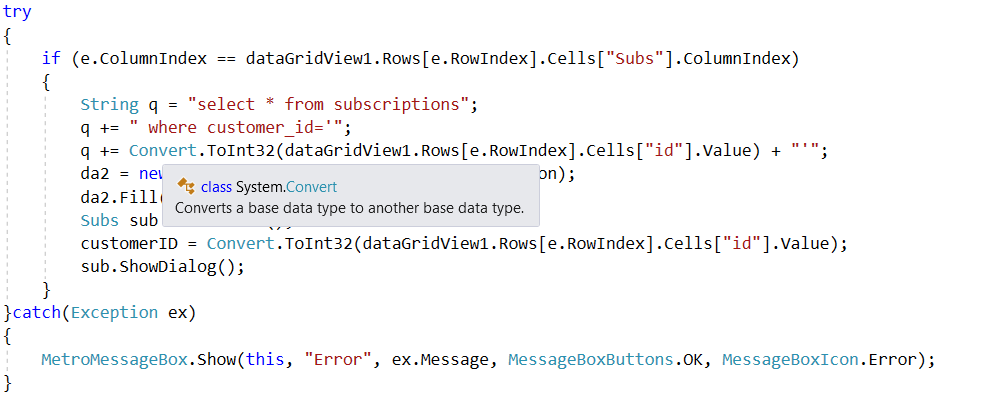 try
{
if (e.ColumnIndex == dataGridView1.Rows[e.RowIndex].Cells["Subs"].ColumnIndex)
{
String q = "select * from subscriptions";
q += " where customer_id='";
q += Convert.ToInt32(dataGridView1.Rows[e.RowIndex].Cells["id"].Value) + "'";
da2 = new on);
class System.Convert
da2.Fill(
Converts a base data type to another base data type.
Subs sub
customerID = Convert.ToInt32(dataGridView1.Rows[e.RowIndex].Cells["id"].Value);
sub.ShowDialog();
}
}catch(Exception ex)
{
MetroMessageBox.Show(this, "Error", ex.Message, MessageBoxButtons.OK, MessageBoxIcon.Error);
}